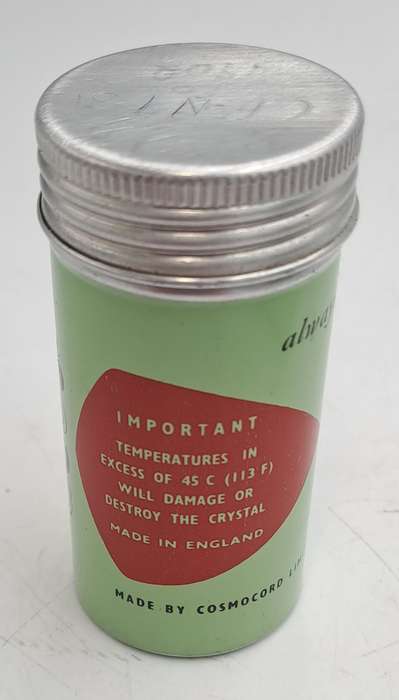 alway
IMPORTANT
TEMPERATURES IN
EXCESS OF 45 C (113 F)
WILL DAMAGE OR
DESTROY THE CRYSTAL
MADE IN ENGLAND
MADE BY COSMOCORD